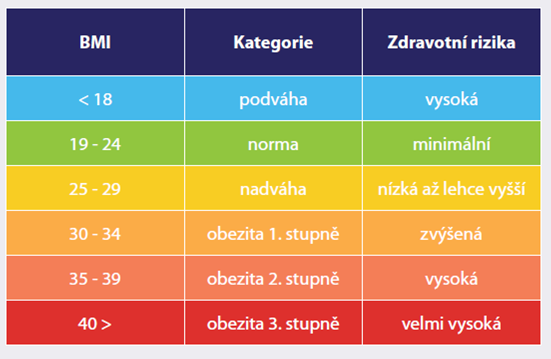 BMI Kategorie Zdravotní rizika
< 18 podváha vysoká
19 - 24 norma minimální
25 - 29 nadváha nízká až lehce vyšší
30 - 34 obezita 1. stupně zvýšená
35 - 39 obezita 2. stupně vysoká
40 > obezita 3. stupně velmi vysoká